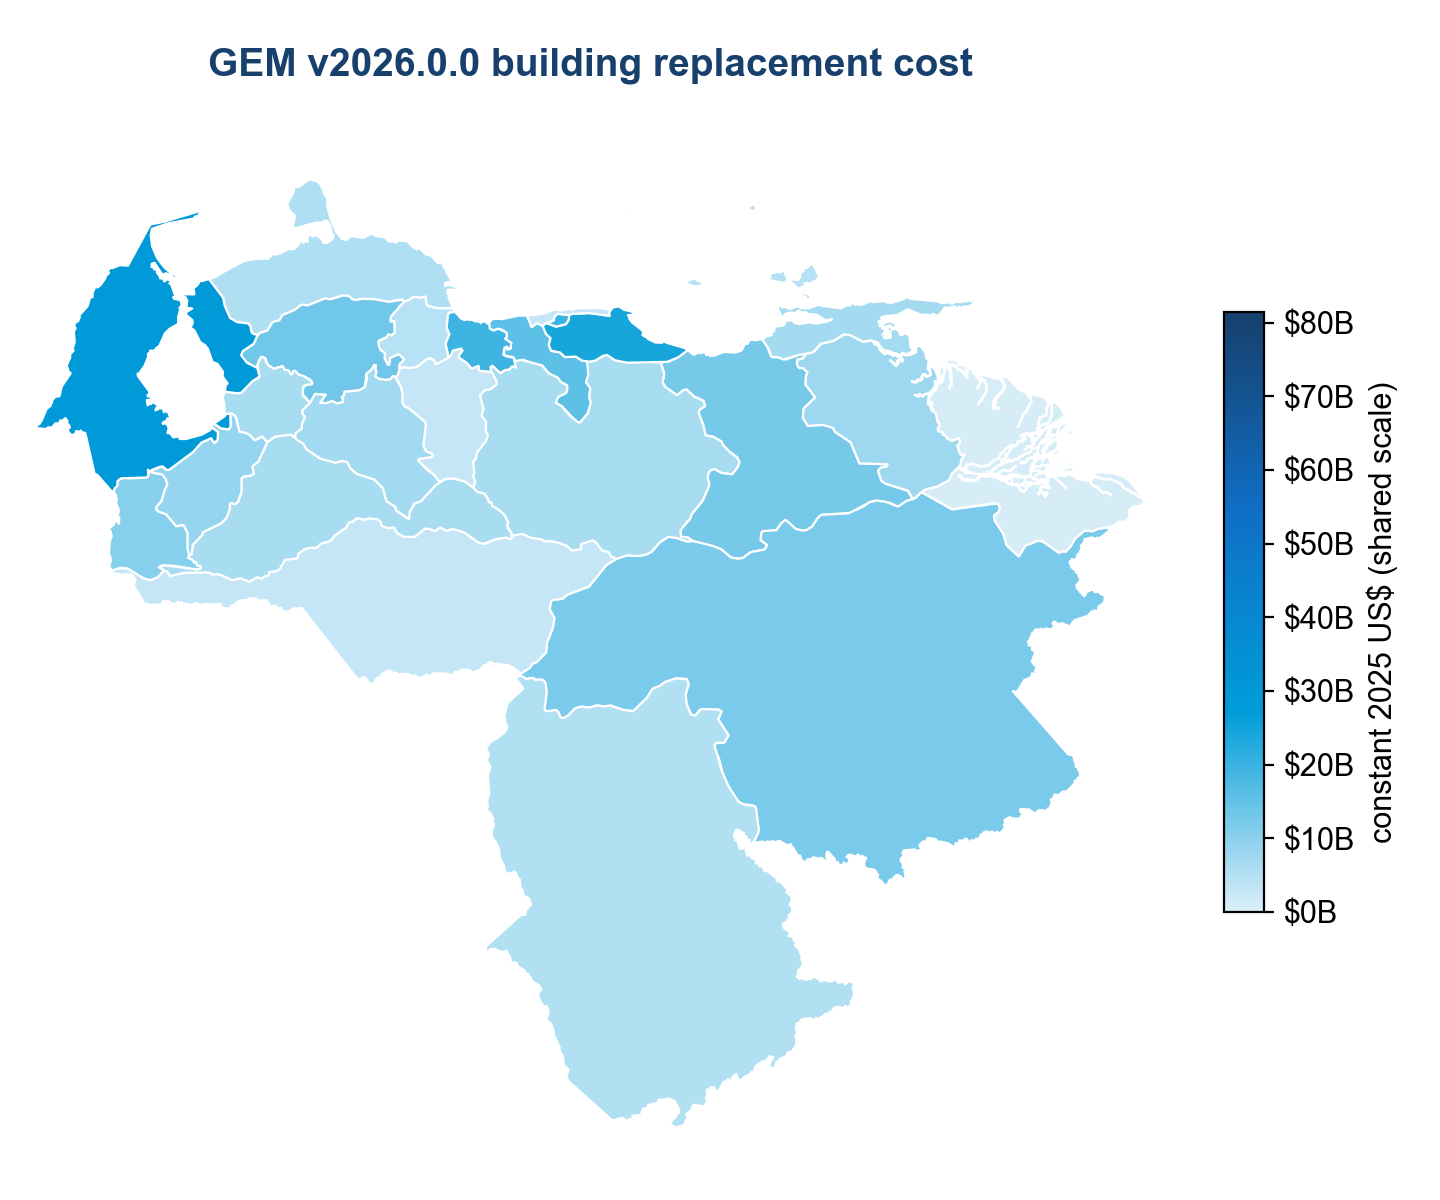 GEM v2026.0.0 building replacement cost
$80B
$70B
$60B
$50B
$40B
$30B
$20B
$10B
$0B
constant 2025 US$ (shared scale)